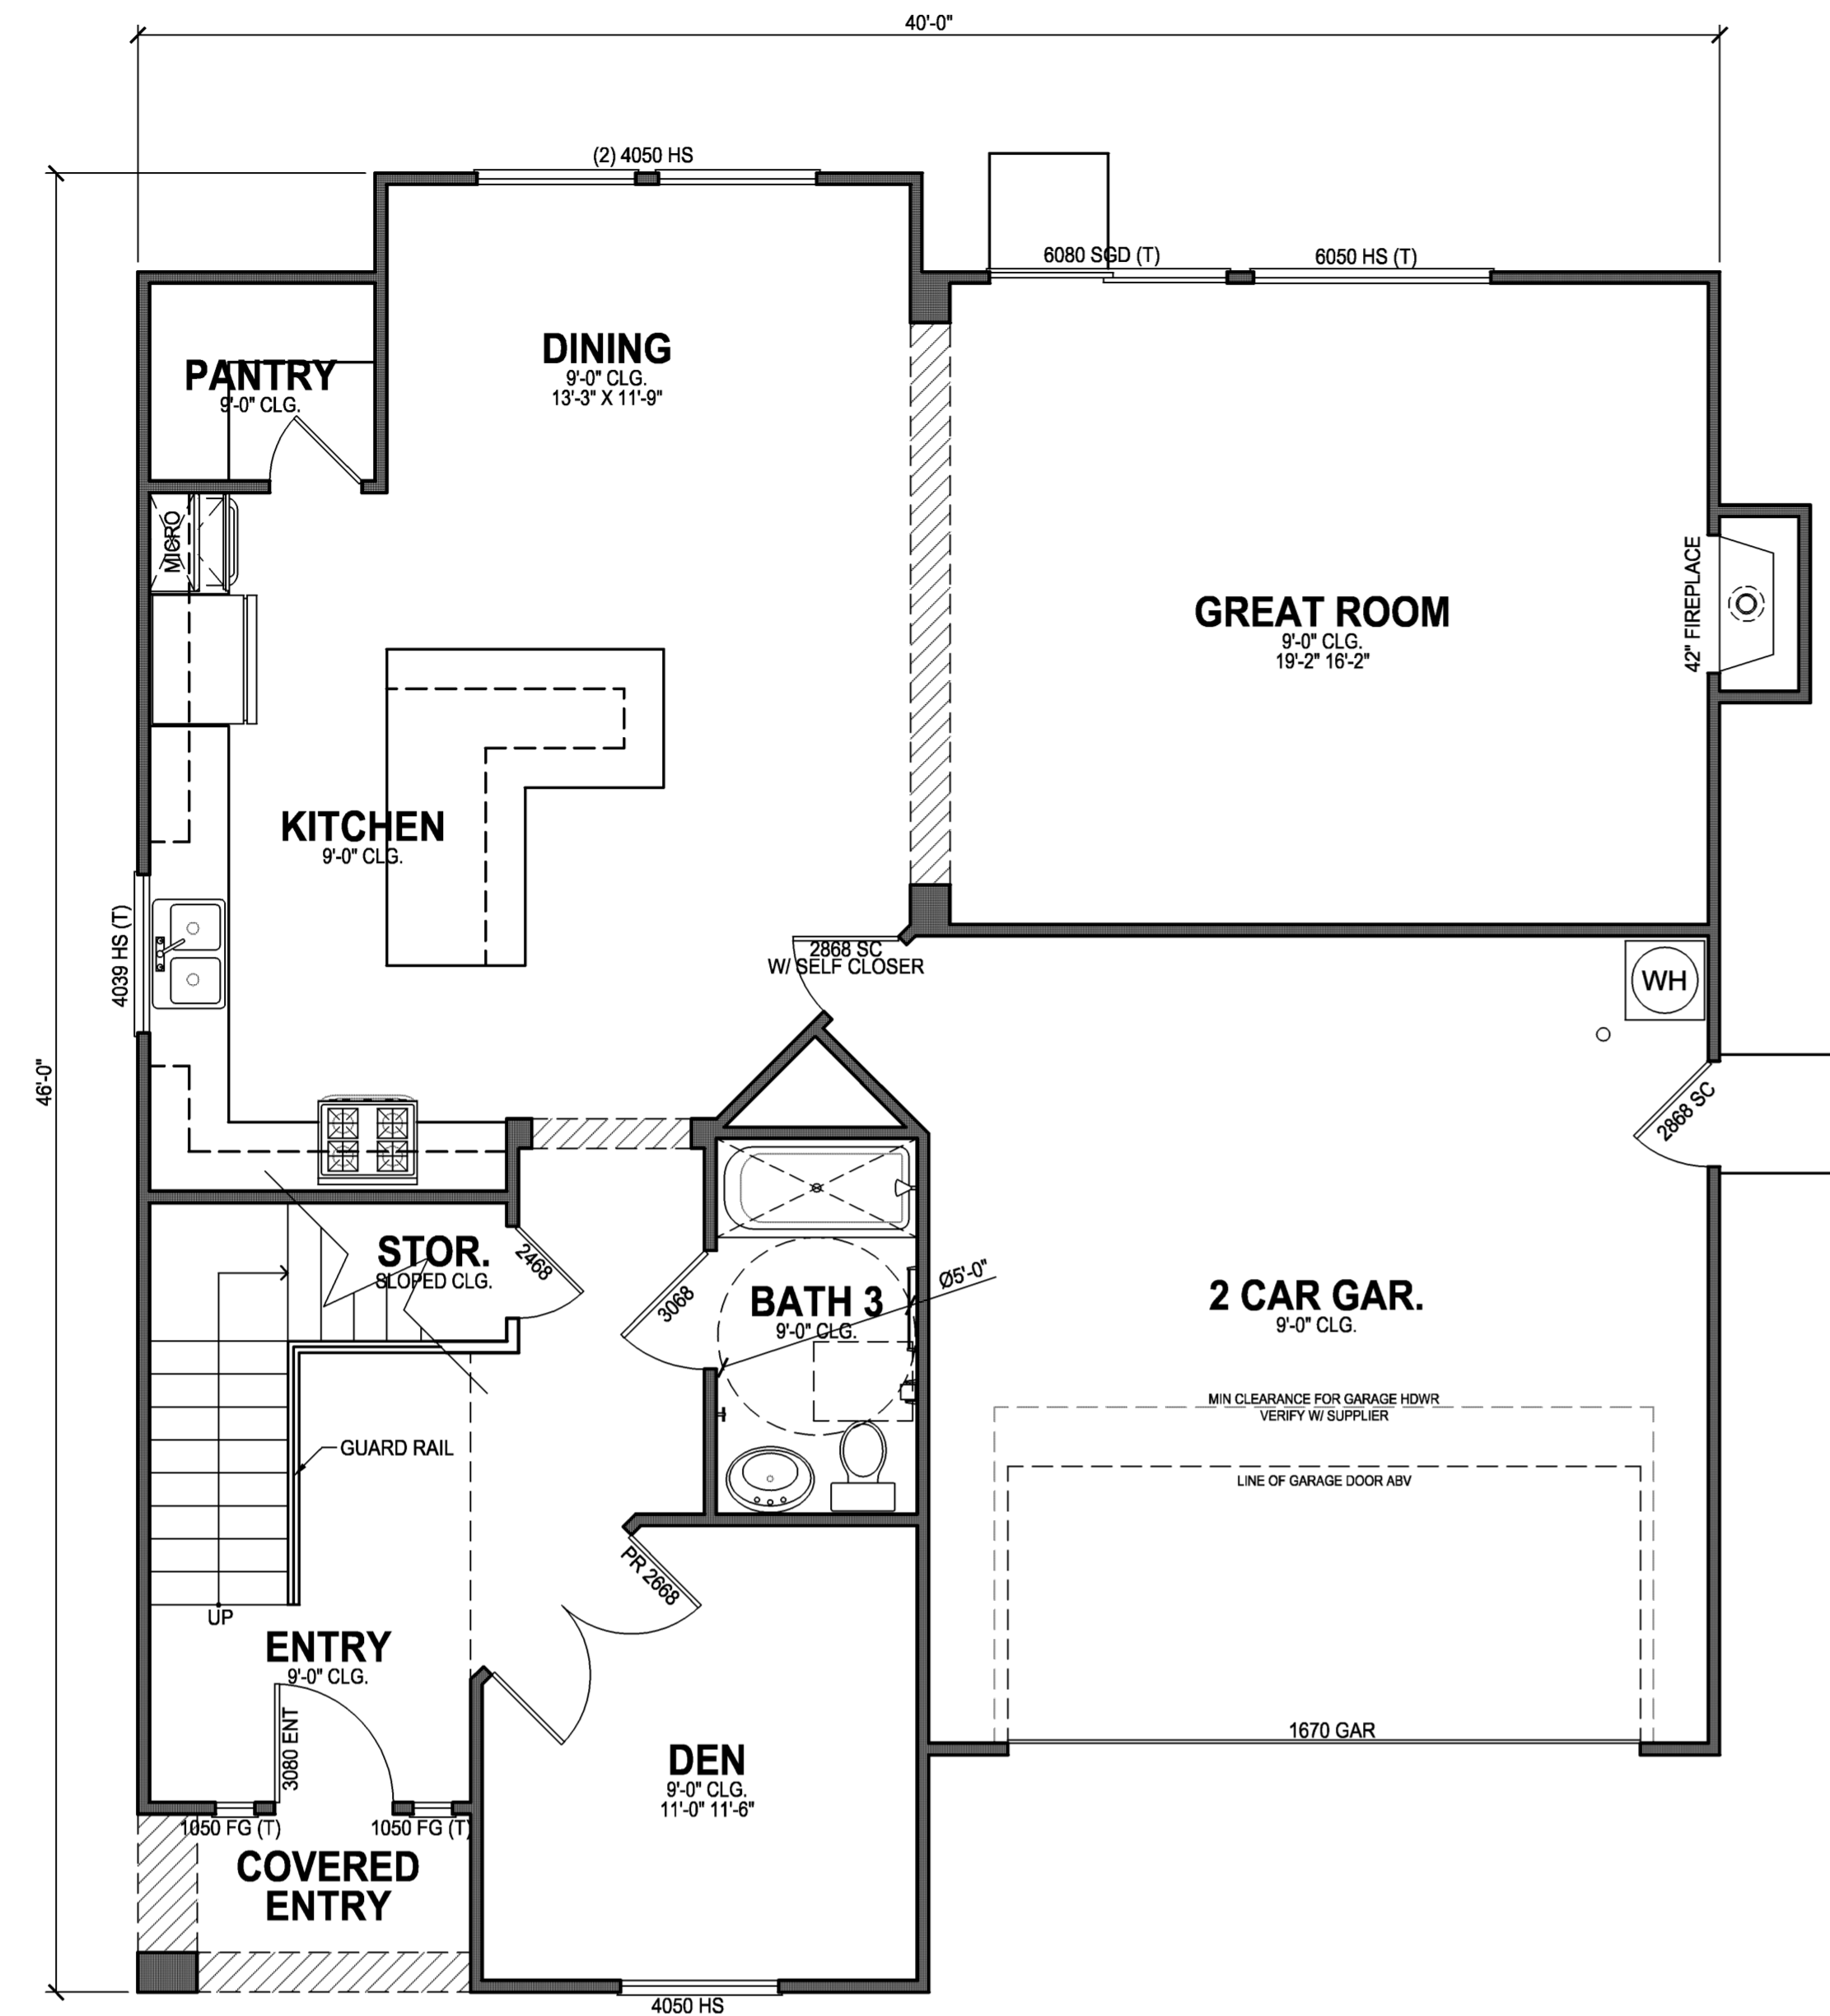 40'-0"
(2) 4050 HS
6080 SGD (T)
6050 HS (T)
DINING
9'-0" CLG.
13'-3" X 11'-9"
PANTRY
9'-0" CLG.
MICRO
GREAT ROOM
9'-0" CLG.
19'-2" 16'-2"
42" FIREPLACE
KITCHEN
9'-0" CLG.
4039 HS (T)
2868 SC
W/ SELF CLOSER
WH
46'-0"
2868 SC
STOR.
SLOPED CLG.
2468
3068
BATH 3
9'-0" CLG.
Ø5'-0"
2 CAR GAR.
9'-0" CLG.
MIN CLEARANCE FOR GARAGE HDWR
VERIFY W/ SUPPLIER
LINE OF GARAGE DOOR ABV
GUARD RAIL
PR 2668
UP
ENTRY
9'-0" CLG.
3080 ENT
1670 GAR
DEN
9'-0" CLG.
11'-0" 11'-6"
1050 FG (T)
1050 FG (T)
COVERED
ENTRY
4050 HS